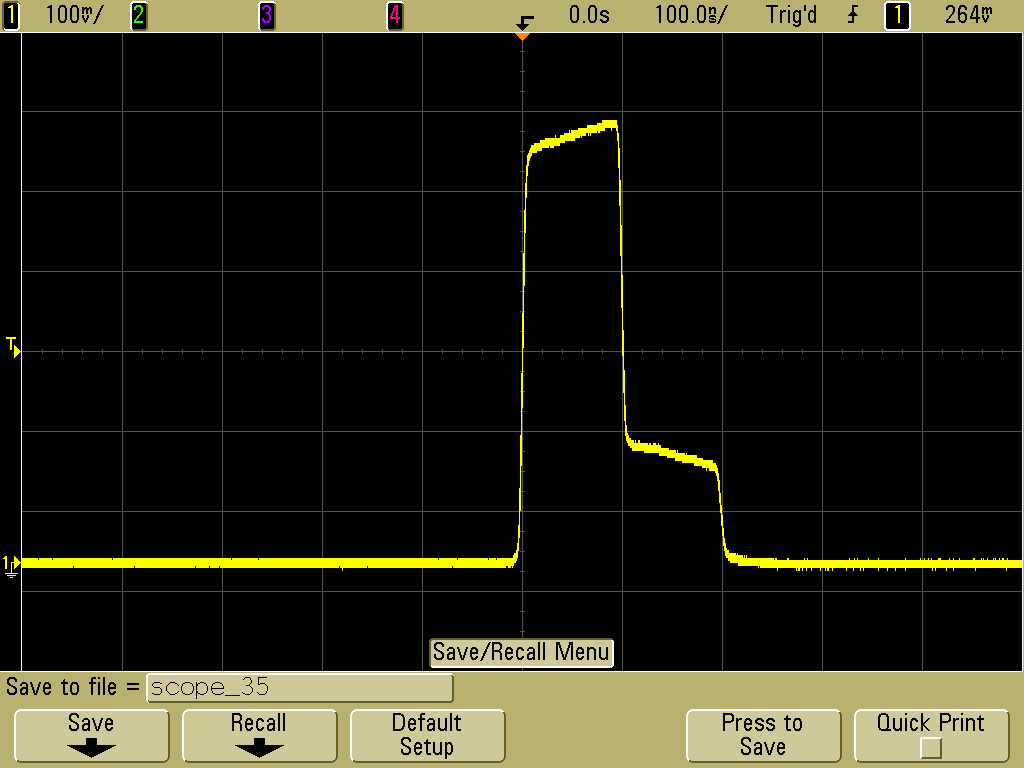 1 100mV/ 2 3 4 0.0s 100.0ns/ Trig'd 1 264mV
T
1
Save/Recall Menu
Save to file = scope_35
Save Recall Default Setup Press to Save Quick Print